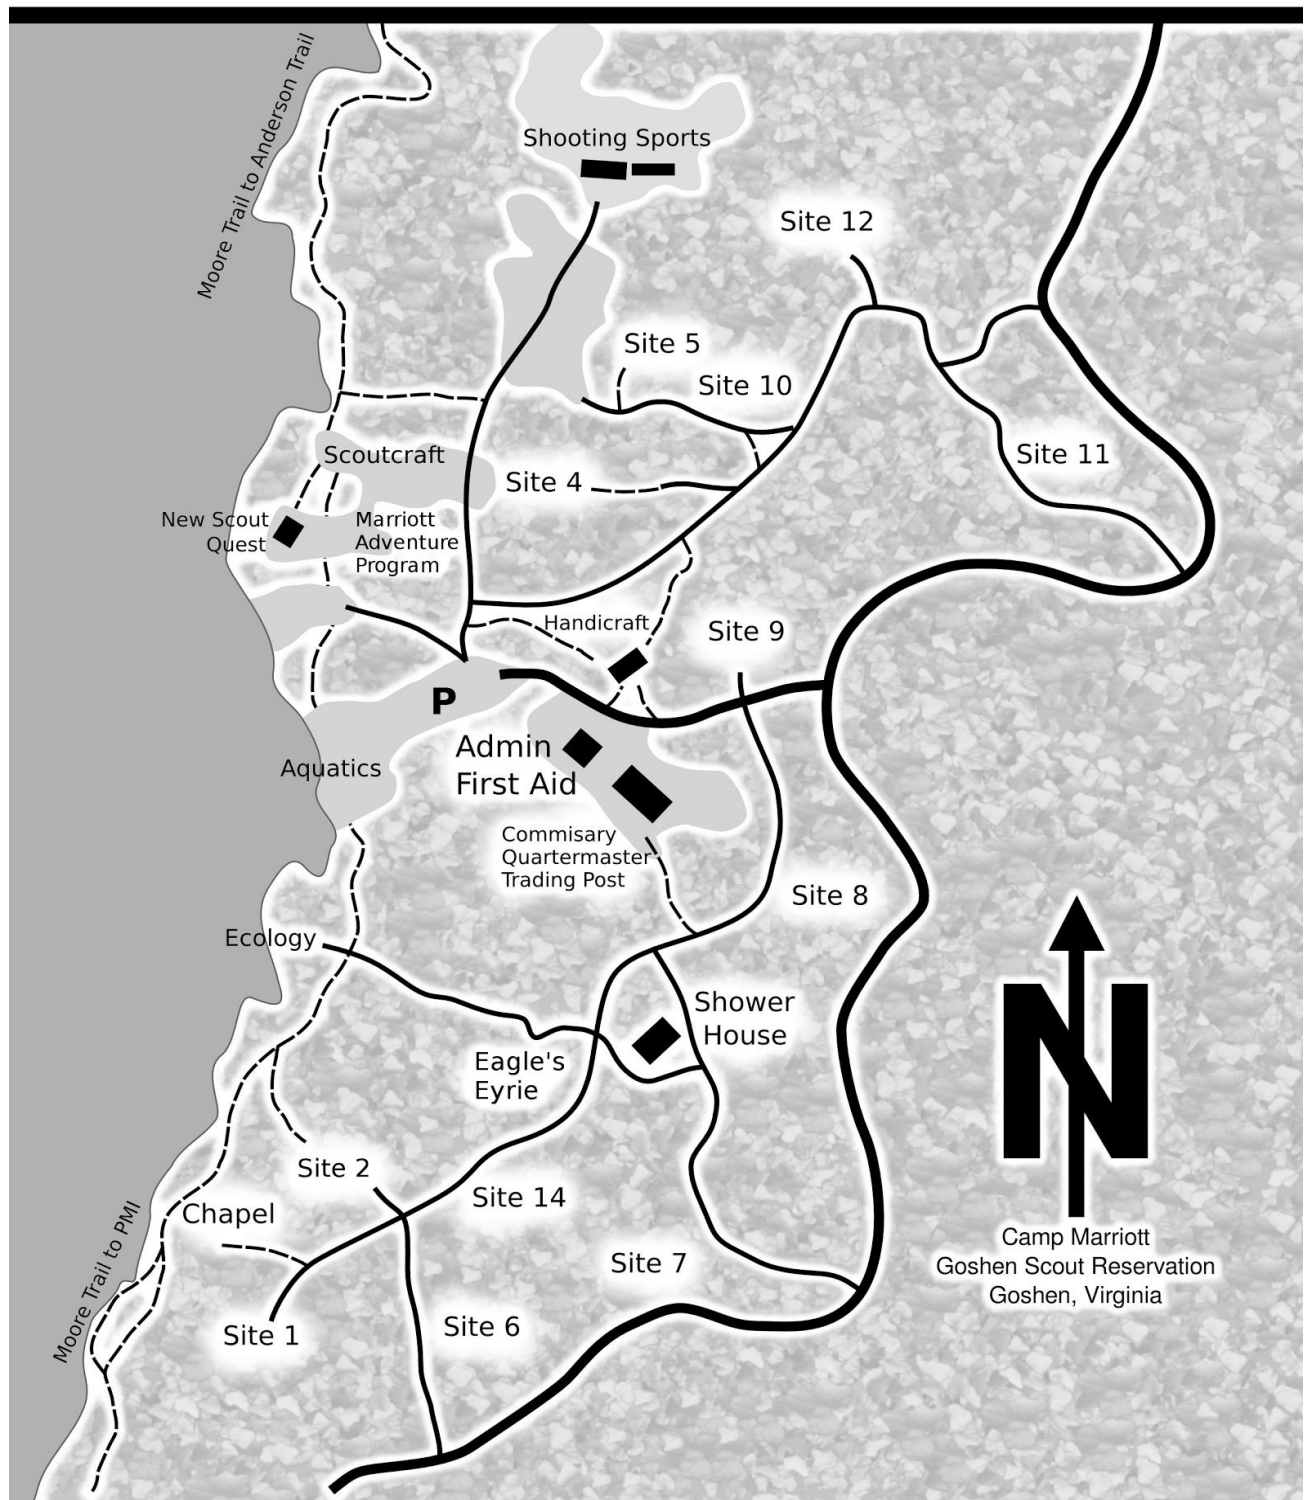 Moore Trail to Anderson Trail
Shooting Sports
Site 12
Site 5
Site 10
Scoutcraft
Site 4
Site 11
New Scout
Quest
Marriott
Adventure
Program
Handicraft
Site 9
P
Admin
First Aid
Aquatics
Commisary
Quartermaster
Trading Post
Site 8
Ecology
Shower
House
Eagle's
Eyrie
N
Site 2
Site 14
Chapel
Moore Trail to PMI
Site 7
Site 1
Site 6
Camp Marriott
Goshen Scout Reservation
Goshen, Virginia